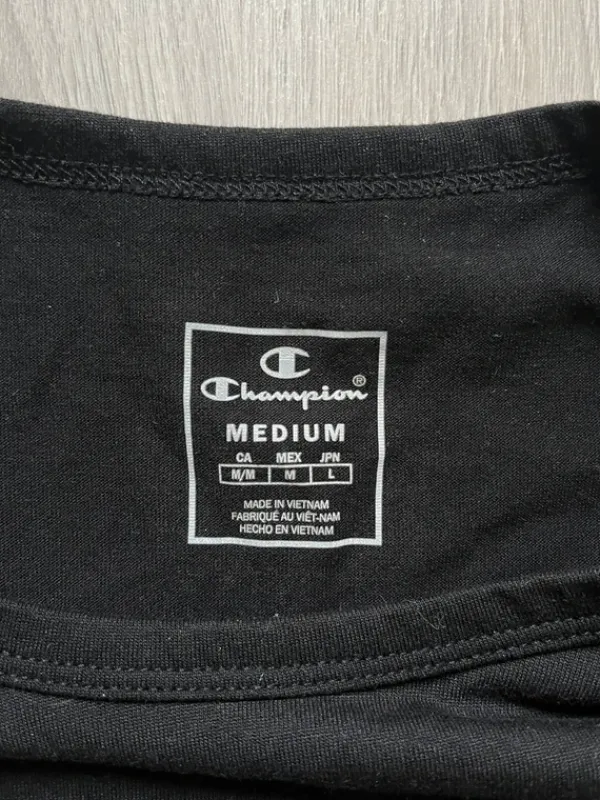 Champion®
MEDIUM
CA MEX JPN
M/M M L
MADE IN VIETNAM
FABRIQUÉ AU VIÊT-NAM
HECHO EN VIETNAM